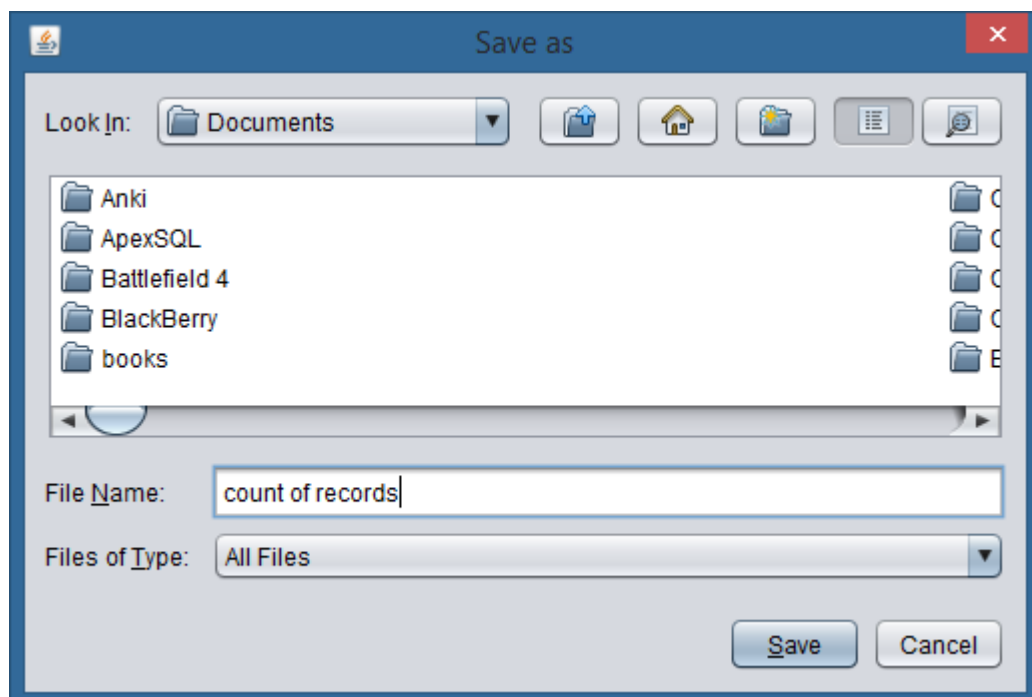 Save as
Look In: Documents
Anki
ApexSQL
Battlefield 4
BlackBerry
books
File Name: count of records
Files of Type: All Files
Save Cancel